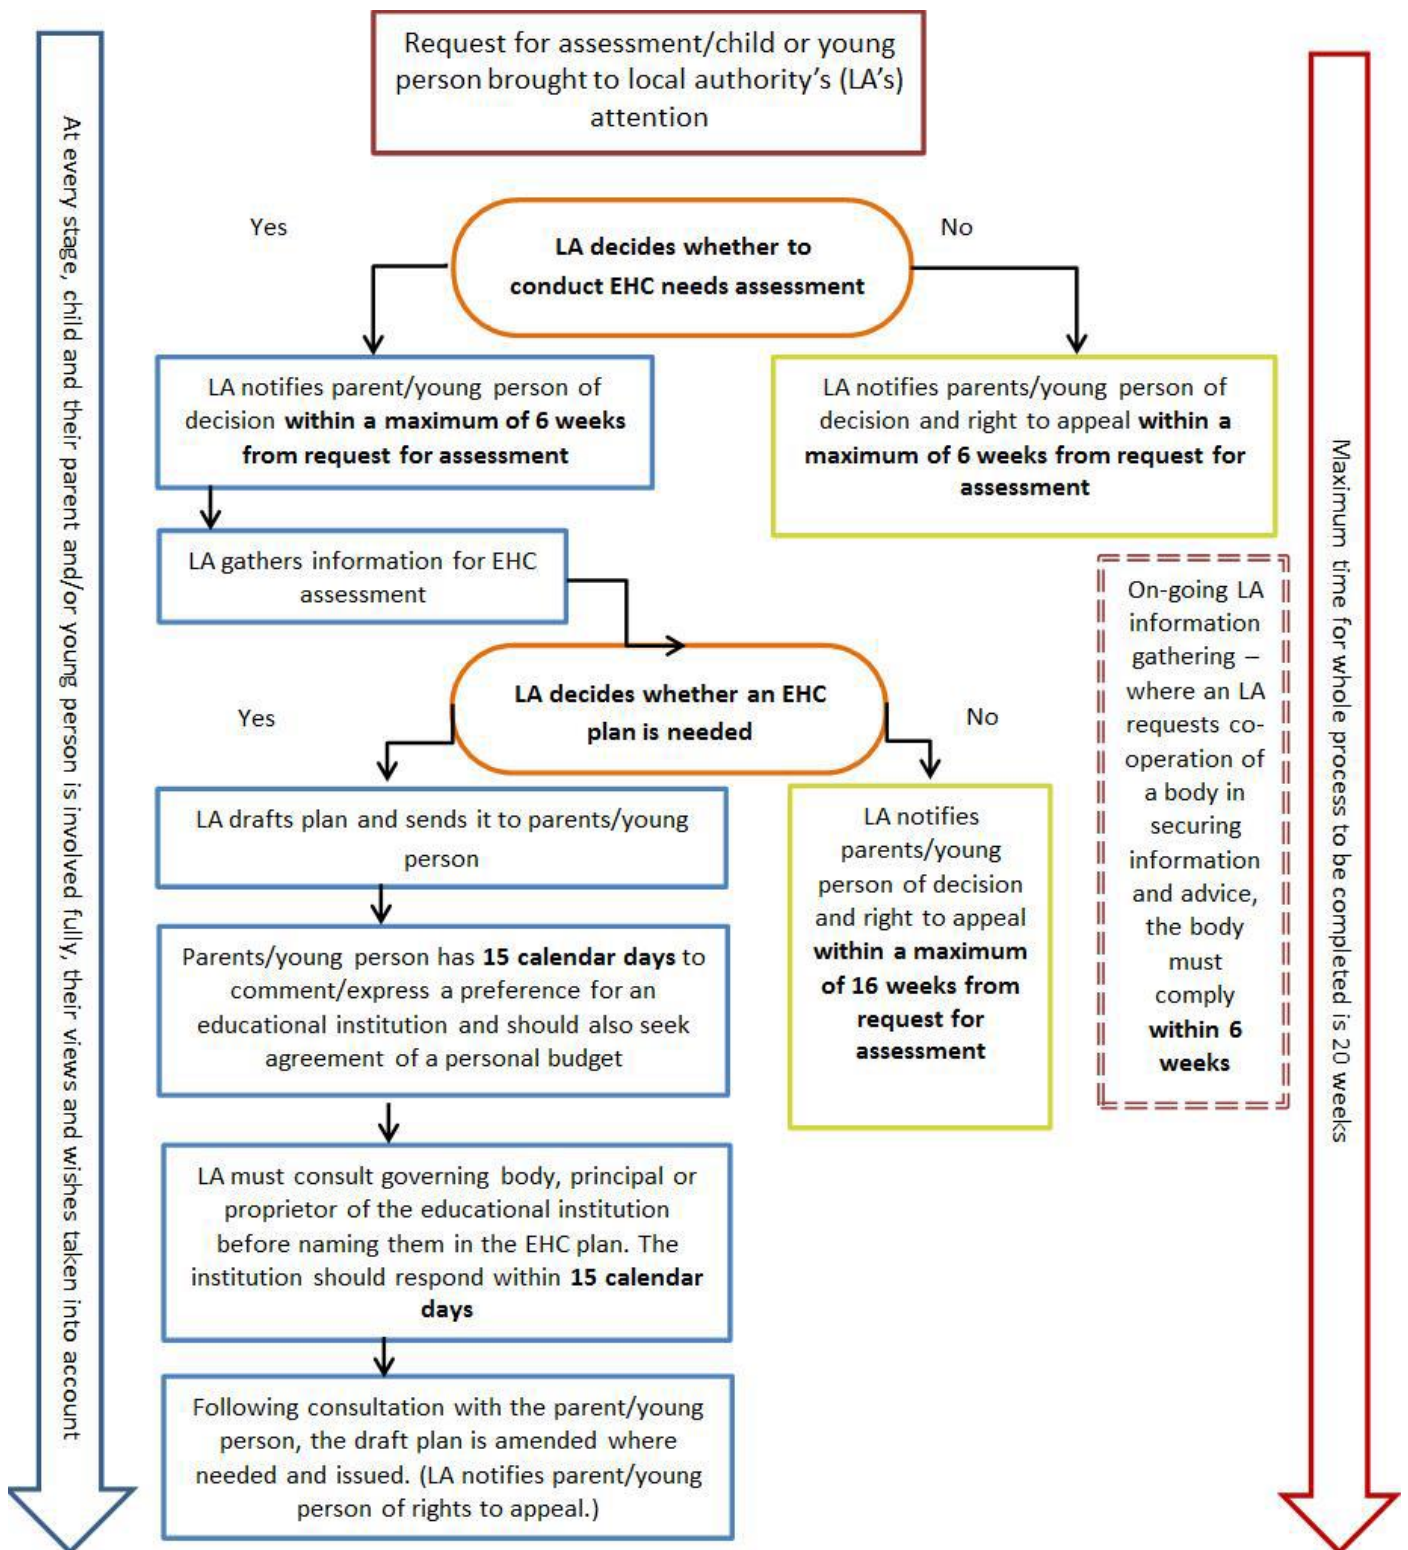 Request for assessment/child or young
person brought to local authority's (LA's)
attention
At every stage, child and their parent and/or young person is involved fully, their views and wishes taken into account
Maximum time for whole process to be completed is 20 weeks
Yes
LA decides whether to
conduct EHC needs assessment
No
LA notifies parent/young person of
decision within a maximum of 6 weeks
from request for assessment
LA notifies parents/young person of
decision and right to appeal within a
maximum of 6 weeks from request for
assessment
LA gathers information for EHC
assessment
On-going LA
information
gathering –
where an LA
requests co-
operation of
a body in
securing
information
and advice,
the body
must
comply
within 6
weeks
Yes
LA decides whether an EHC
plan is needed
No
LA drafts plan and sends it to parents/young
person
LA notifies
parents/young
person of decision
and right to appeal
within a maximum
of 16 weeks from
request for
assessment
Parents/young person has 15 calendar days to
comment/express a preference for an
educational institution and should also seek
agreement of a personal budget
LA must consult governing body, principal or
proprietor of the educational institution
before naming them in the EHC plan. The
institution should respond within 15 calendar
days
Following consultation with the parent/young
person, the draft plan is amended where
needed and issued. (LA notifies parent/young
person of rights to appeal.)